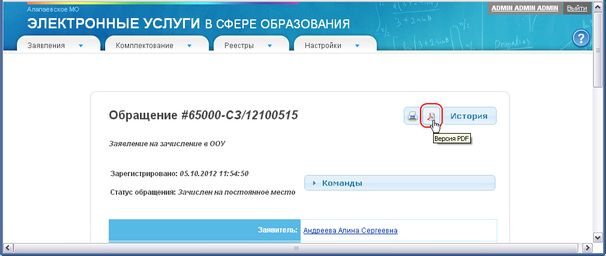 Алапаевское МО
ADMIN ADMIN ADMIN Выйти
ЭЛЕКТРОННЫЕ УСЛУГИ В СФЕРЕ ОБРАЗОВАНИЯ
Заявления Комплектование Реестры Настройки ?
Обращение #65000-СЗ/12100515 История
Версия PDF
Заявление на зачисление в ООУ
Зарегистрировано: 05.10.2012 11:54:50
Команды
Статус обращения: Зачислен на постоянное место
Заявитель: Андреева Алина Сергеевна